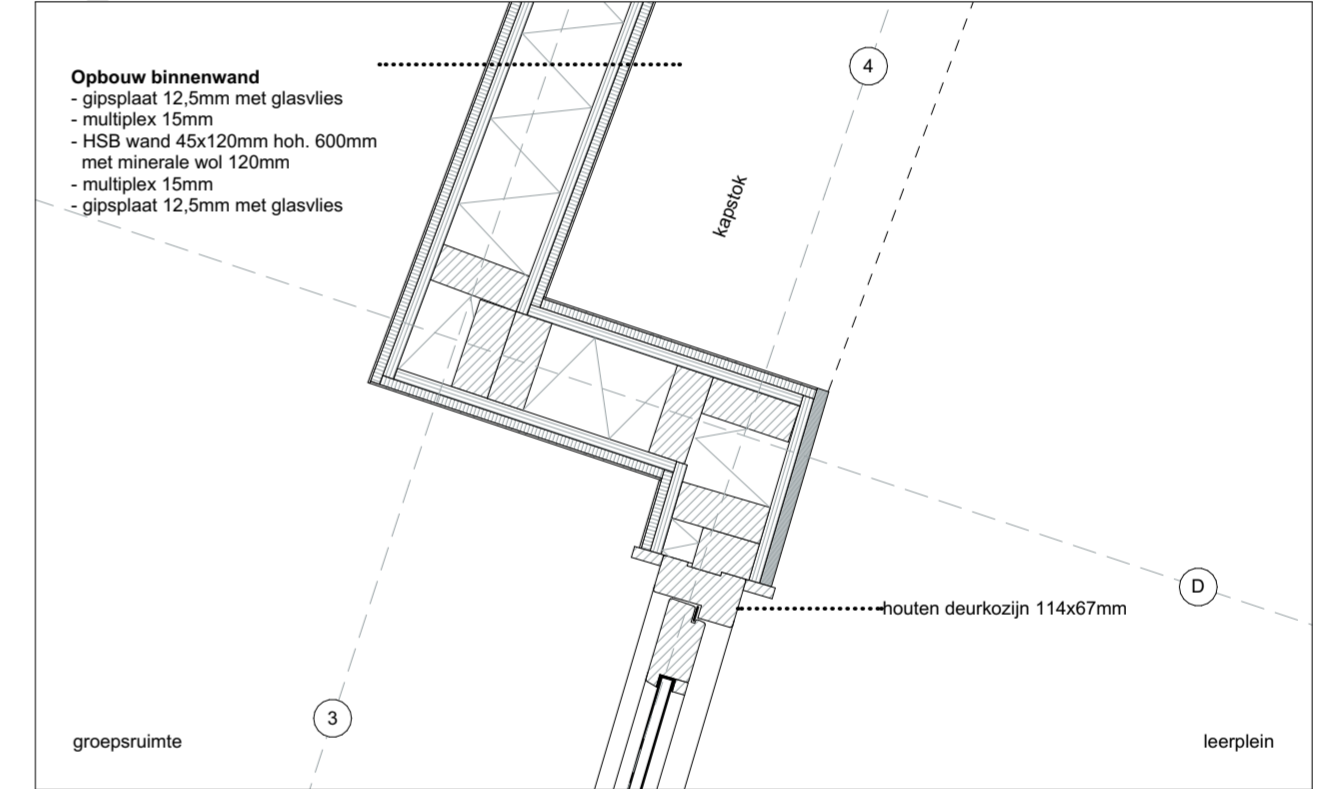 Opbouw binnenwand
- gipsplaat 12,5mm met glasvlies
- multiplex 15mm
- HSB wand 45x120mm hoh. 600mm
met minerale wol 120mm
- multiplex 15mm
- gipsplaat 12,5mm met glasvlies
4
kapstok
D
houten deurkozijn 114x67mm
3
groepsruimte
leerplein